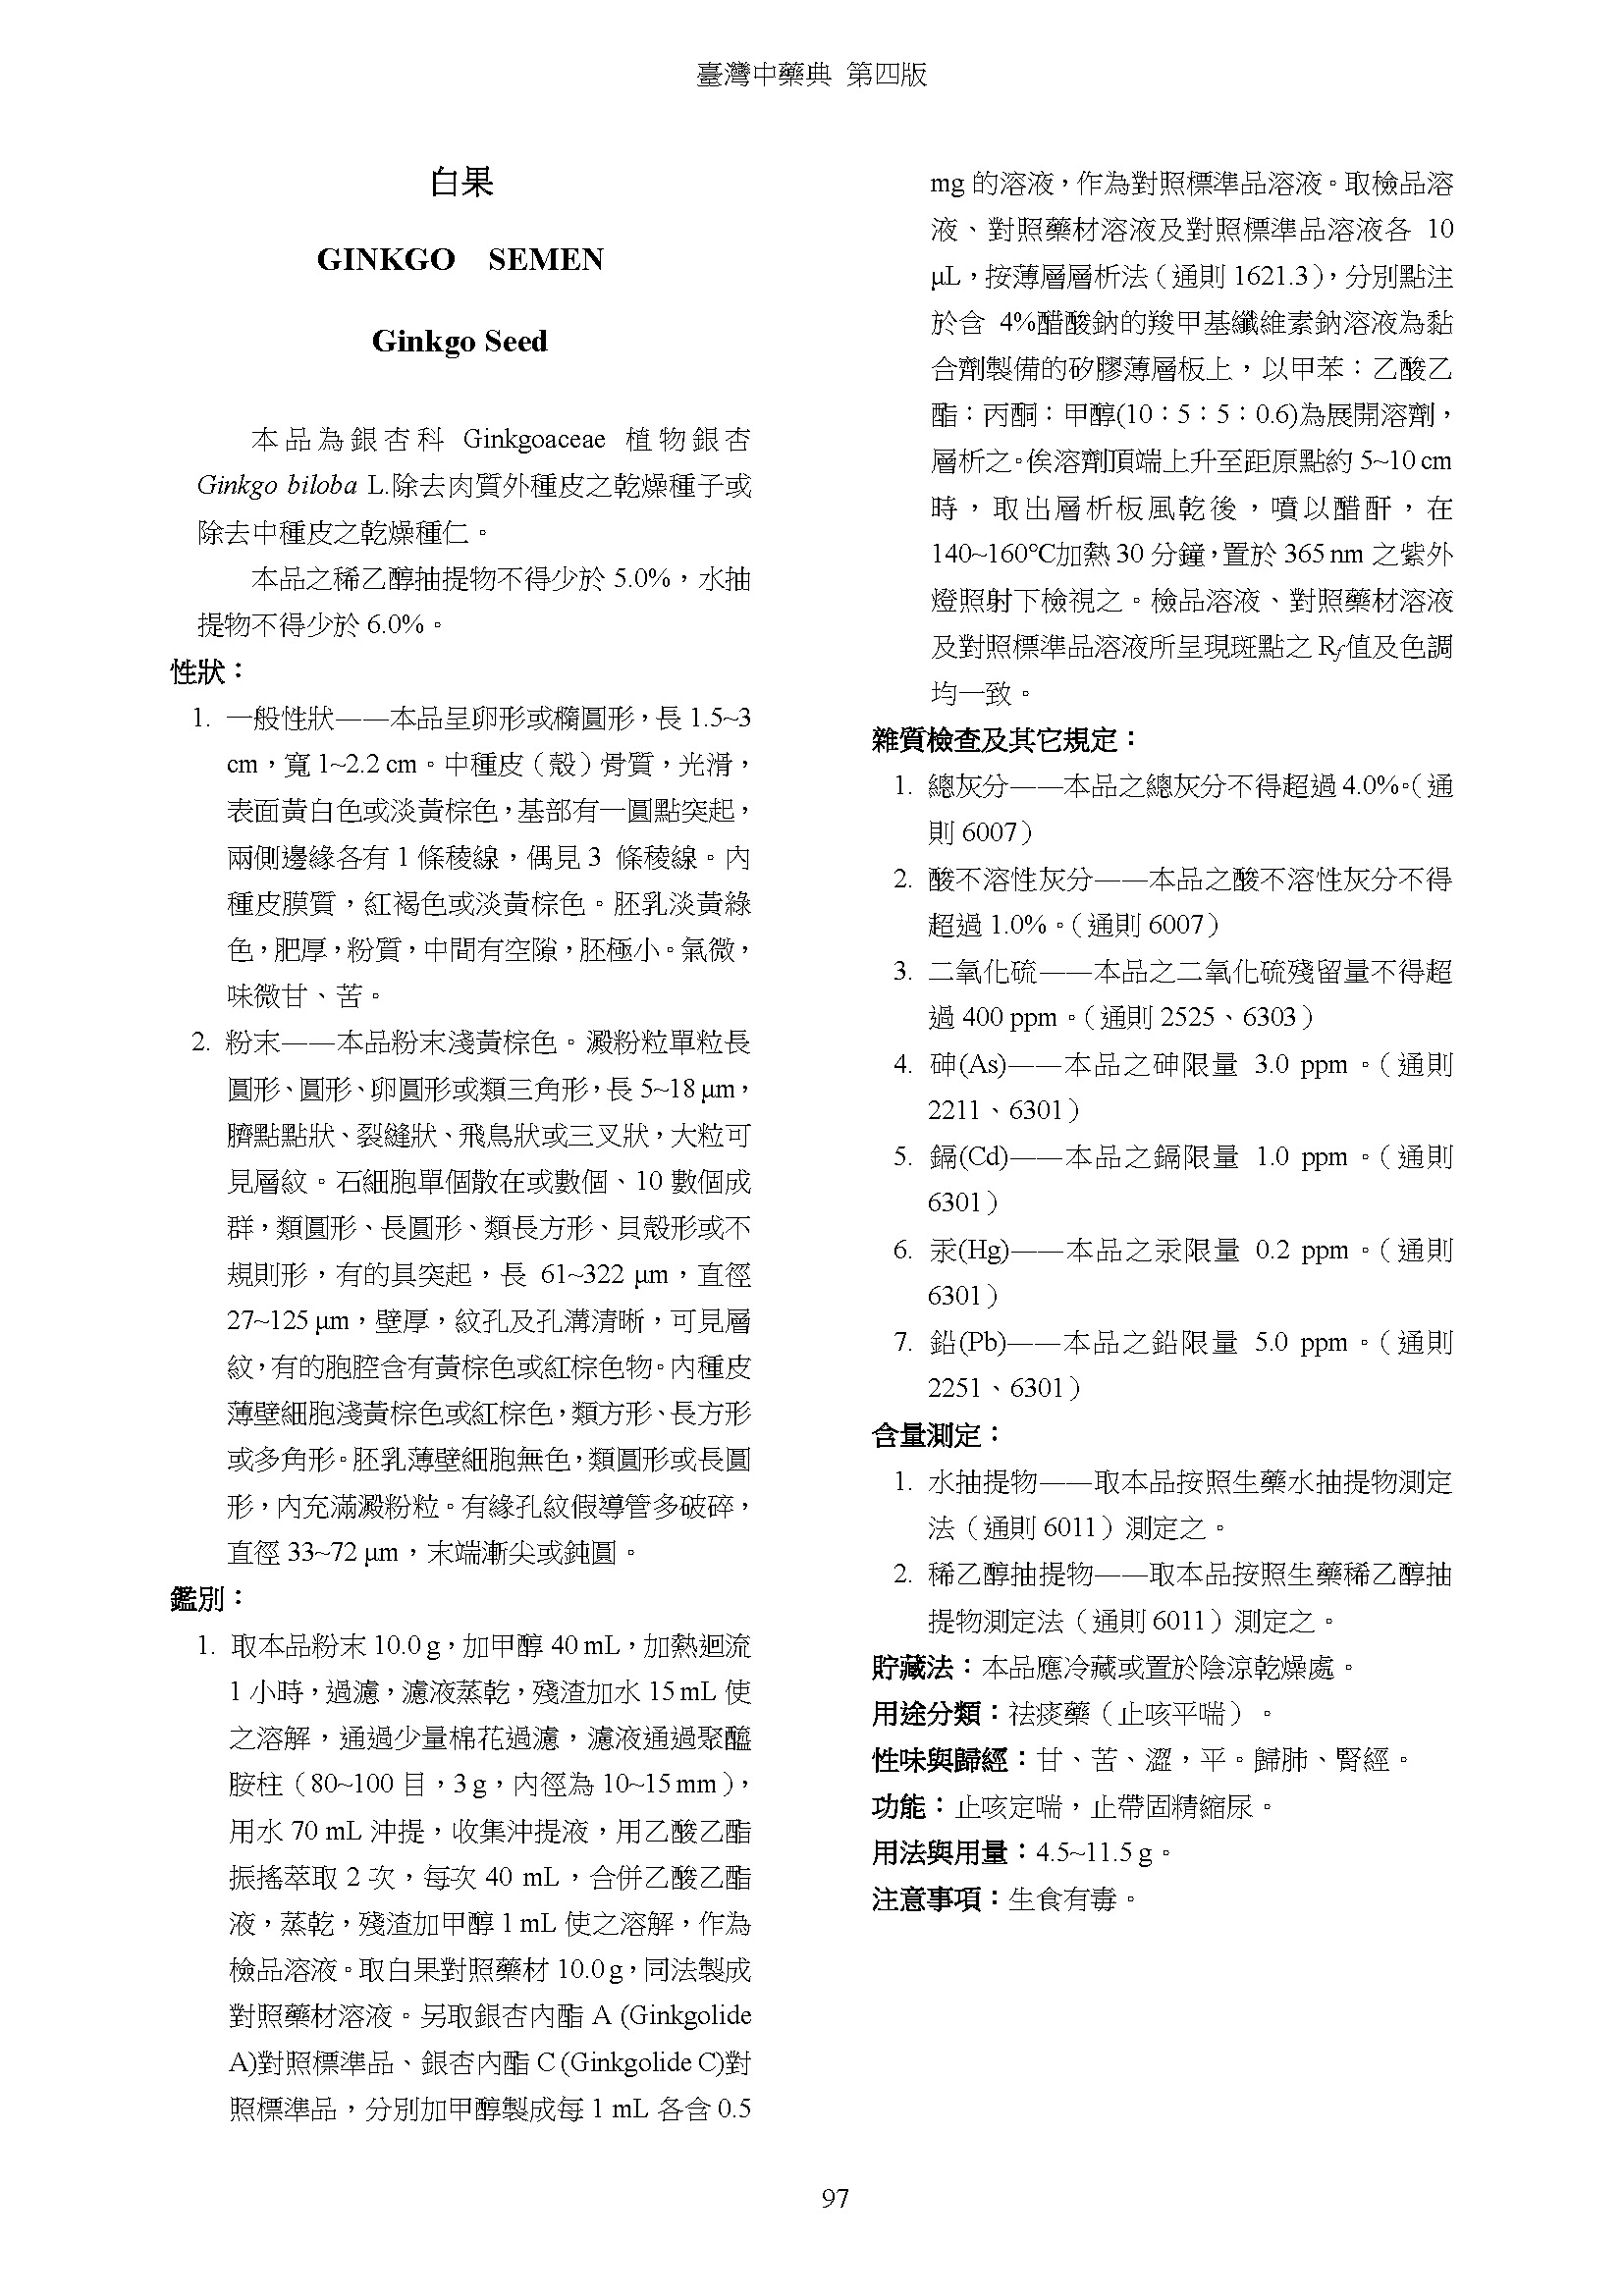 臺灣中藥典 第四版
白果
GINKGO SEMEN
Ginkgo Seed
本品為銀杏科 Ginkgoaceae 植物銀杏
Ginkgo biloba L.除去肉質外種皮之乾燥種子或
除去中種皮之乾燥種仁。
本品之稀乙醇抽提物不得少於 5.0%，水抽
提物不得少於 6.0%。
性狀：
1. 一般性狀——本品呈卵形或橢圓形，長 1.5~3
cm，寬 1~2.2 cm。中種皮（殼）骨質，光滑，
表面黃白色或淡黃棕色，基部有一圓點突起，
兩側邊緣各有 1 條稜線，偶見 3 條稜線。內
種皮膜質，紅褐色或淡黃棕色。胚乳淡黃綠
色，肥厚，粉質，中間有空隙，胚極小。氣微，
味微甘、苦。
2. 粉末——本品粉末淺黃棕色。澱粉粒單粒長
圓形、圓形、卵圓形或類三角形，長 5~18 μm，
臍點點狀、裂縫狀、飛鳥狀或三叉狀，大粒可
見層紋。石細胞單個散在或數個、10 數個成
群，類圓形、長圓形、類長方形、貝殼形或不
規則形，有的具突起，長 61~322 μm，直徑
27~125 μm，壁厚，紋孔及孔溝清晰，可見層
紋，有的胞腔含有黃棕色或紅棕色物。內種皮
薄壁細胞淺黃棕色或紅棕色，類方形、長方形
或多角形。胚乳薄壁細胞無色，類圓形或長圓
形，內充滿澱粉粒。有緣孔紋假導管多破碎，
直徑 33~72 μm，末端漸尖或鈍圓。
鑑別：
1. 取本品粉末 10.0 g，加甲醇 40 mL，加熱迴流
1 小時，過濾，濾液蒸乾，殘渣加水 15 mL 使
之溶解，通過少量棉花過濾，濾液通過聚醯
胺柱（80~100 目，3 g，內徑為 10~15 mm），
用水 70 mL 沖提，收集沖提液，用乙酸乙酯
振搖萃取 2 次，每次 40 mL，合併乙酸乙酯
液，蒸乾，殘渣加甲醇 1 mL 使之溶解，作為
檢品溶液。取白果對照藥材 10.0 g，同法製成
對照藥材溶液。另取銀杏內酯 A (Ginkgolide
A)對照標準品、銀杏內酯 C (Ginkgolide C)對
照標準品，分別加甲醇製成每 1 mL 各含 0.5
mg 的溶液，作為對照標準品溶液。取檢品溶
液、對照藥材溶液及對照標準品溶液各 10
μL，按薄層層析法（通則 1621.3），分別點注
於含 4%醋酸鈉的羧甲基纖維素鈉溶液為黏
合劑製備的矽膠薄層板上，以甲苯：乙酸乙
酯：丙酮：甲醇(10：5：5：0.6)為展開溶劑，
層析之。俟溶劑頂端上升至距原點約 5~10 cm
時，取出層析板風乾後，噴以醋酐，在
140~160℃加熱 30 分鐘，置於 365 nm 之紫外
燈照射下檢視之。檢品溶液、對照藥材溶液
及對照標準品溶液所呈現斑點之 Rf值及色調
均一致。
雜質檢查及其它規定：
1. 總灰分——本品之總灰分不得超過 4.0%。（通
則 6007）
2. 酸不溶性灰分——本品之酸不溶性灰分不得
超過 1.0%。（通則 6007）
3. 二氧化硫——本品之二氧化硫殘留量不得超
過 400 ppm。（通則 2525、6303）
4. 砷(As)——本品之砷限量 3.0 ppm。（通則
2211、6301）
5. 鎘(Cd)——本品之鎘限量 1.0 ppm。（通則
6301）
6. 汞(Hg)——本品之汞限量 0.2 ppm。（通則
6301）
7. 鉛(Pb)——本品之鉛限量 5.0 ppm。（通則
2251、6301）
含量測定：
1. 水抽提物——取本品按照生藥水抽提物測定
法（通則 6011）測定之。
2. 稀乙醇抽提物——取本品按照生藥稀乙醇抽
提物測定法（通則 6011）測定之。
貯藏法：本品應冷藏或置於陰涼乾燥處。
用途分類：祛痰藥（止咳平喘）。
性味與歸經：甘、苦、澀，平。歸肺、腎經。
功能：止咳定喘，止帶固精縮尿。
用法與用量：4.5~11.5 g。
注意事項：生食有毒。
97